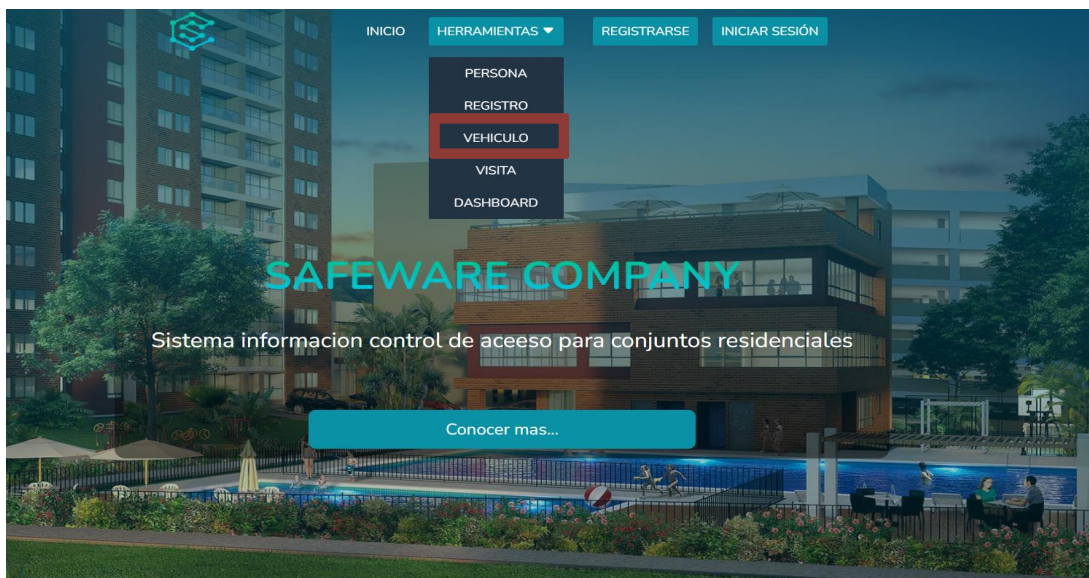 INICIO HERRAMIENTAS REGISTRARSE INICIAR SESIÓN
PERSONA
REGISTRO
VEHICULO
VISITA
DASHBOARD
SAFEWARE COMPANY
Sistema informacion control de aceeso para conjuntos residenciales
Conocer mas...